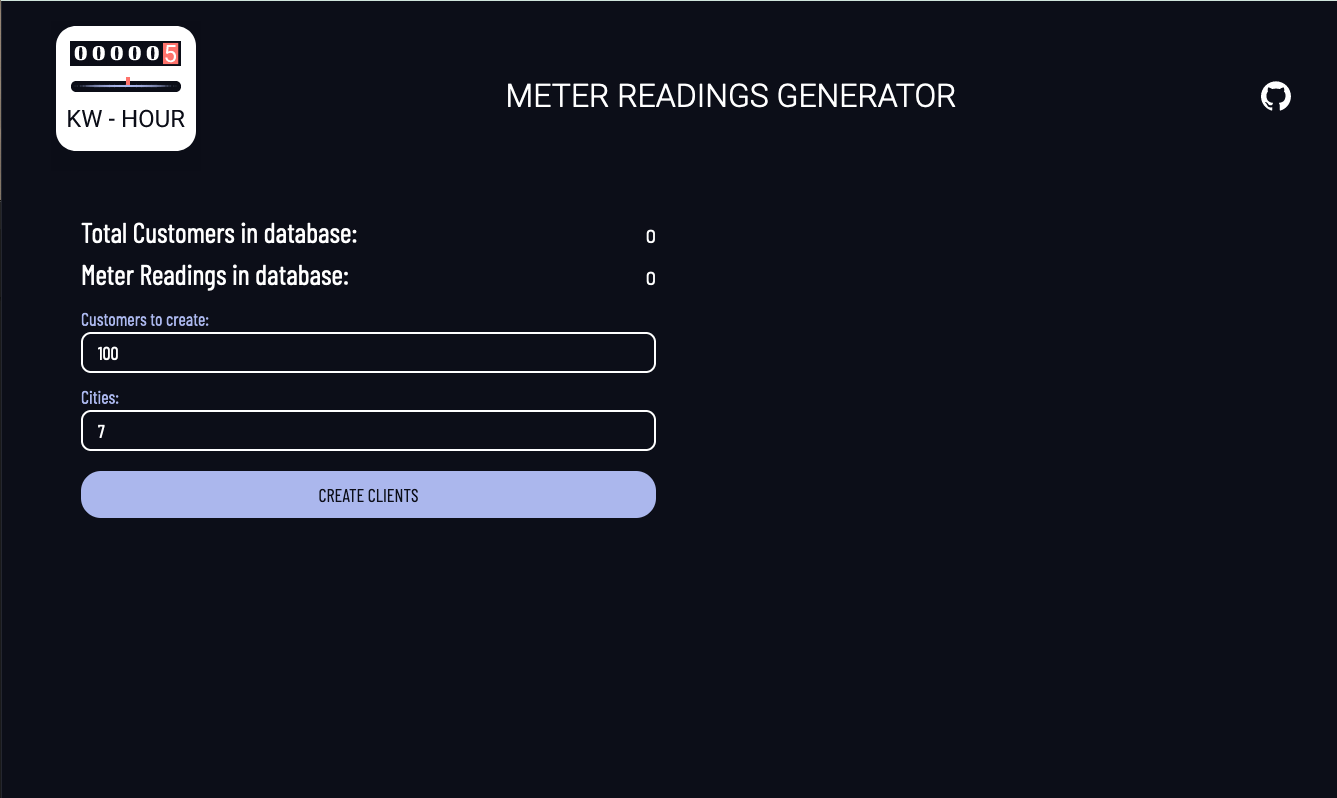 000005
KW - HOUR
METER READINGS GENERATOR
Total Customers in database: 0
Meter Readings in database: 0
Customers to create:
100
Cities:
7
CREATE CLIENTS